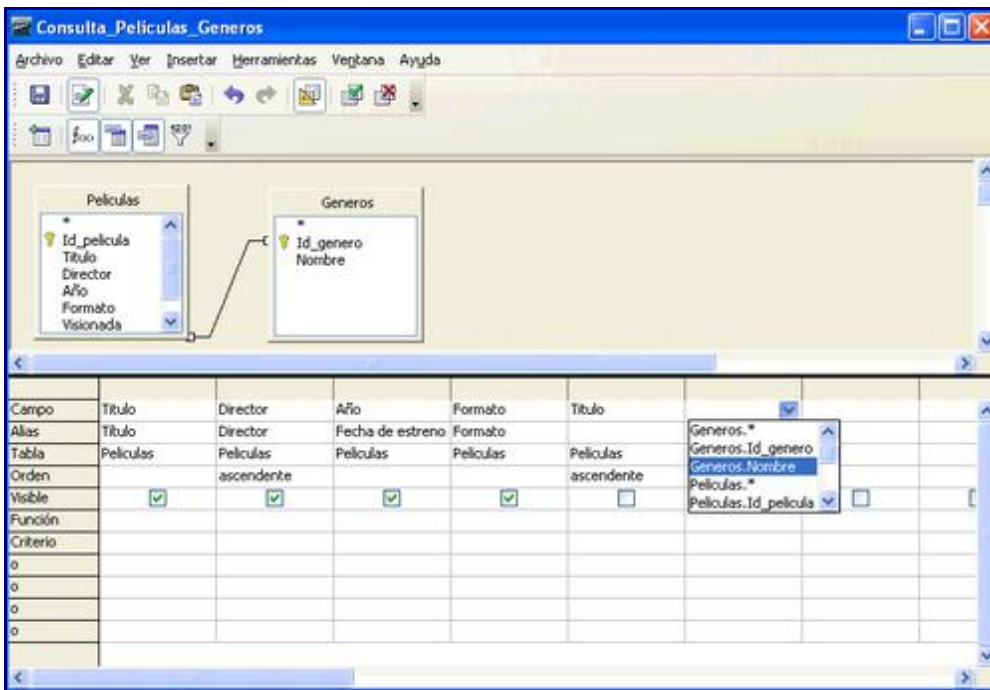 Consulta_Peliculas_Generos
Archivo Editar Ver Insertar Herramientas Ventana Ayuda
Peliculas
*
Id_pelicula
Titulo
Director
Año
Formato
Visionada
Generos
*
Id_genero
Nombre
Campo Titulo Director Año Formato Titulo
Alias Título Director Fecha de estreno Formato
Tabla Peliculas Peliculas Peliculas Peliculas Peliculas
Orden ascendente ascendente
Visible
Función
Criterio
o
o
o
o
Generos.*
Generos.Id_genero
Generos.Nombre
Peliculas.*
Peliculas.Id_pelicula